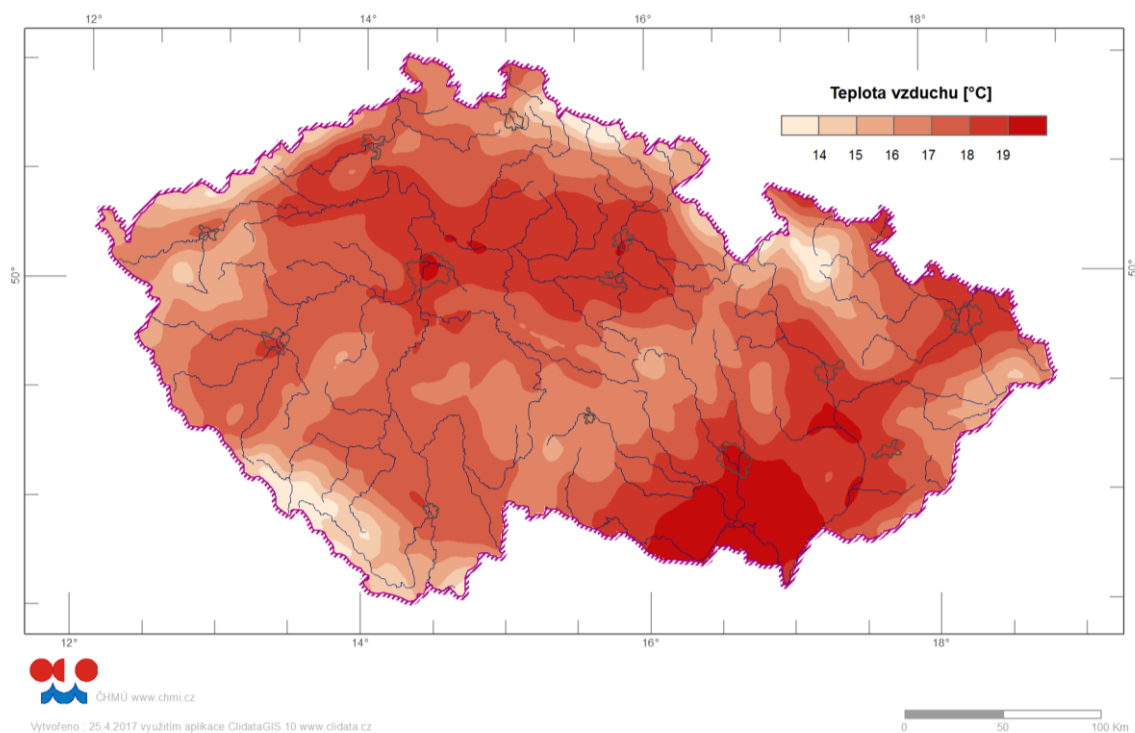 12° 14° 16° 18°
Teplota vzduchu [°C]
14 15 16 17 18 19
50° 50°
12° 14° 16° 18°
ČHMÚ www.chmi.cz
Vytvořeno : 25.4.2017 využitím aplikace ClidataGIS 10 www.clidata.cz
0 50 100 Km